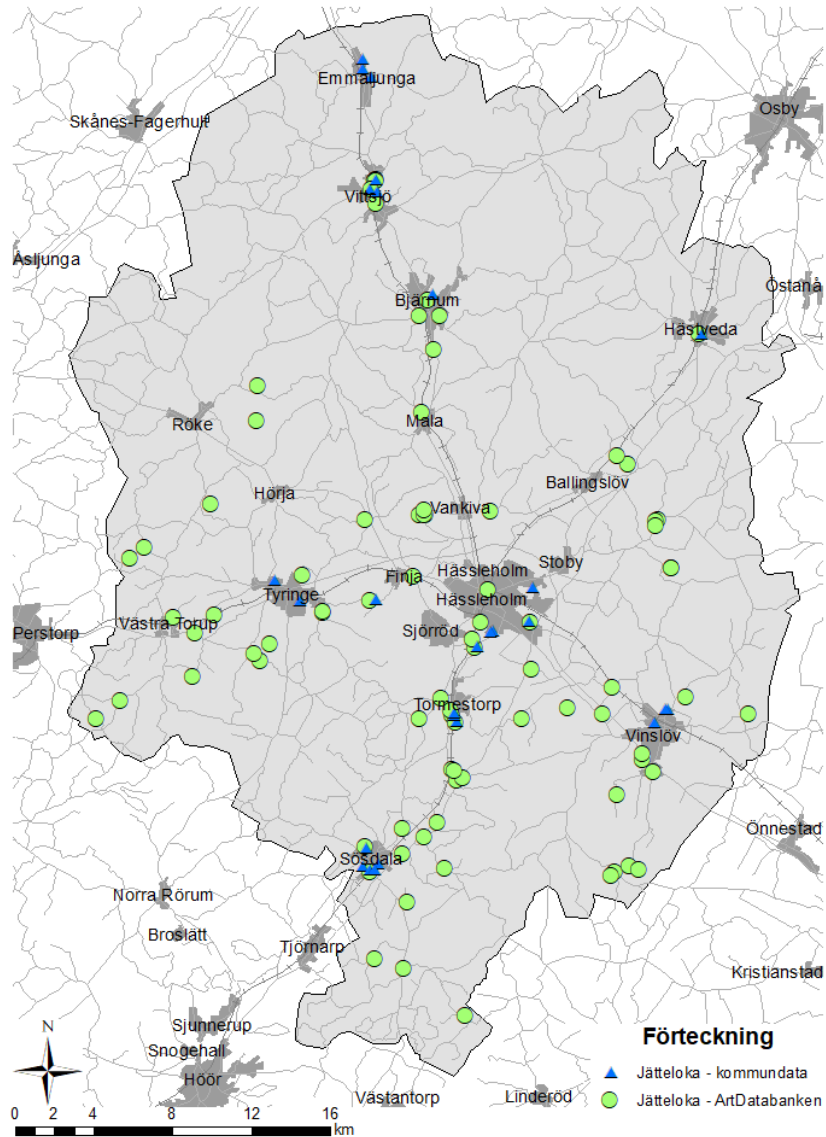 Emmaljunga
Osby
Skånes-Fagerhult
Vittsjö
Åsljunga
Östanå
Bjärnum
Hästveda
Mala
Röke
Ballingslöv
Hörja
Vankiva
Stoby
Hässleholm
Finja
Tyringe
Hässleholm
Perstorp
Västra Torup
Sjörröd
Tormestorp
Vinslöv
Önnestad
Sösdala
Norra Rörum
Broslätt
Tjörnarp
Kristianstad
Sjunnerup
Förteckning
N
Snogehall
Jätteloka - kommundata
Höör
Västantorp
Linderöd
Jätteloka - ArtDatabanken
0 2 4 8 12 16
km